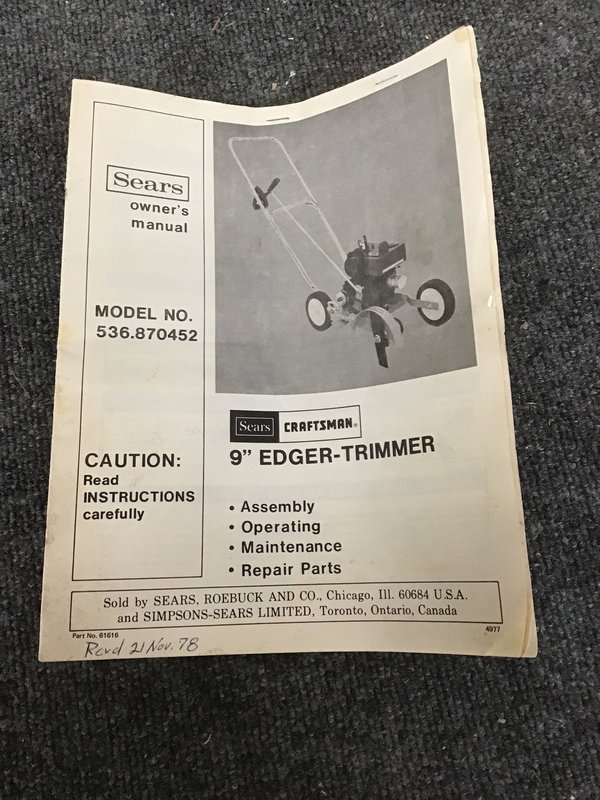 Sears
owner's
manual
MODEL NO.
536.870452
CAUTION:
Read
INSTRUCTIONS
carefully
Sears CRAFTSMAN®
9" EDGER-TRIMMER
• Assembly
• Operating
• Maintenance
• Repair Parts
Sold by SEARS, ROEBUCK AND CO., Chicago, Ill. 60684 U.S.A.
and SIMPSONS-SEARS LIMITED, Toronto, Ontario, Canada
Part No. 61616
4977
Rcvd 21 Nov. 78